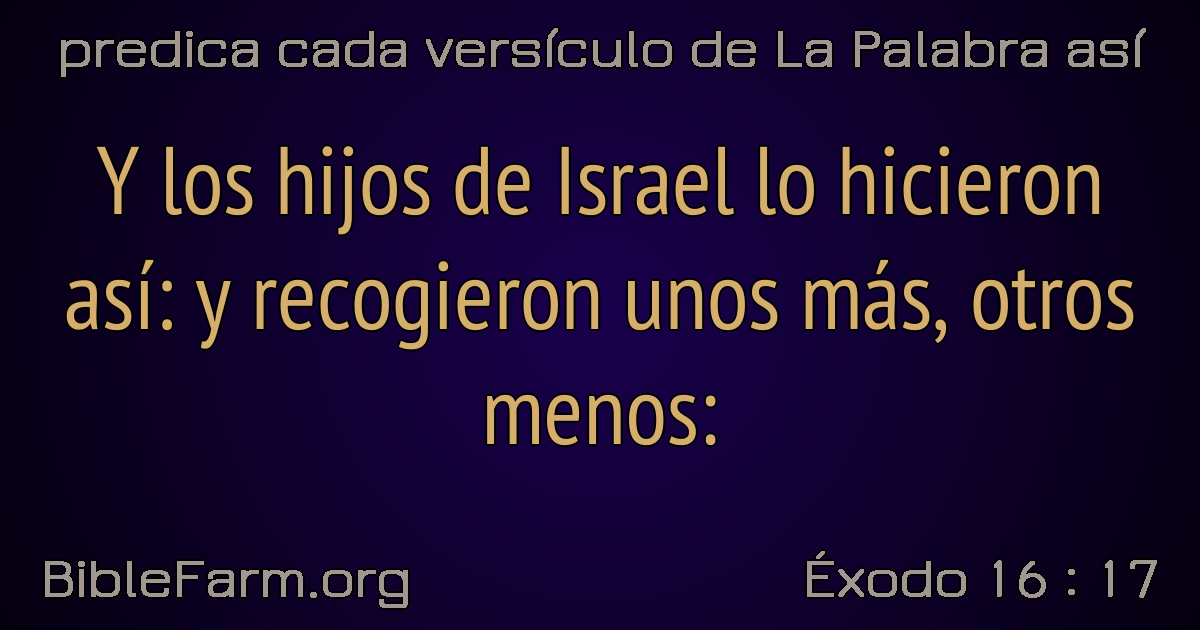 predica cada versículo de La Palabra así
Y los hijos de Israel lo hicieron
así: y recogieron unos más, otros
menos:
BibleFarm.org
Éxodo 16 : 17